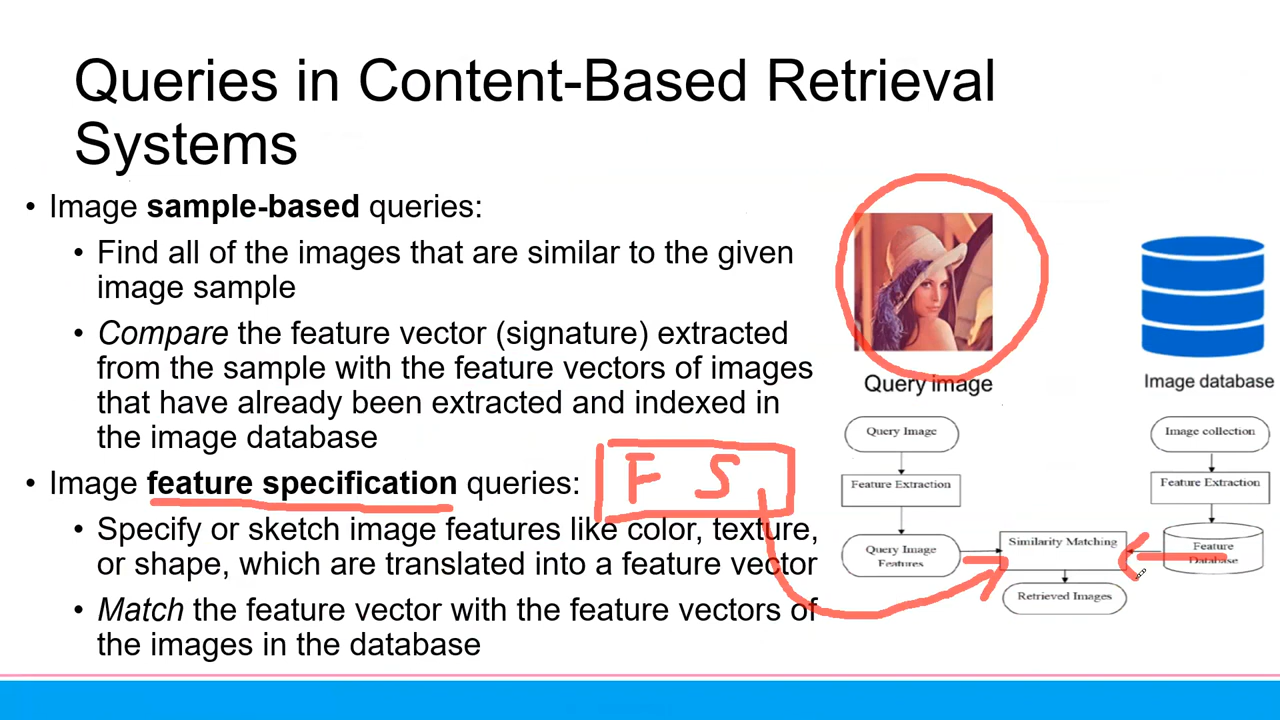 Queries in Content-Based Retrieval
Systems
• Image sample-based queries:
• Find all of the images that are similar to the given
image sample
• Compare the feature vector (signature) extracted
from the sample with the feature vectors of images
that have already been extracted and indexed in
the image database
• Image feature specification queries:
F S
• Specify or sketch image features like color, texture,
or shape, which are translated into a feature vector
• Match the feature vector with the feature vectors of
the images in the database
Query image
Image database
Query Image
Feature Extraction
Query Image
Features
Image collection
Feature Extraction
Feature
Database
Similarity Matching
Retrieved Images